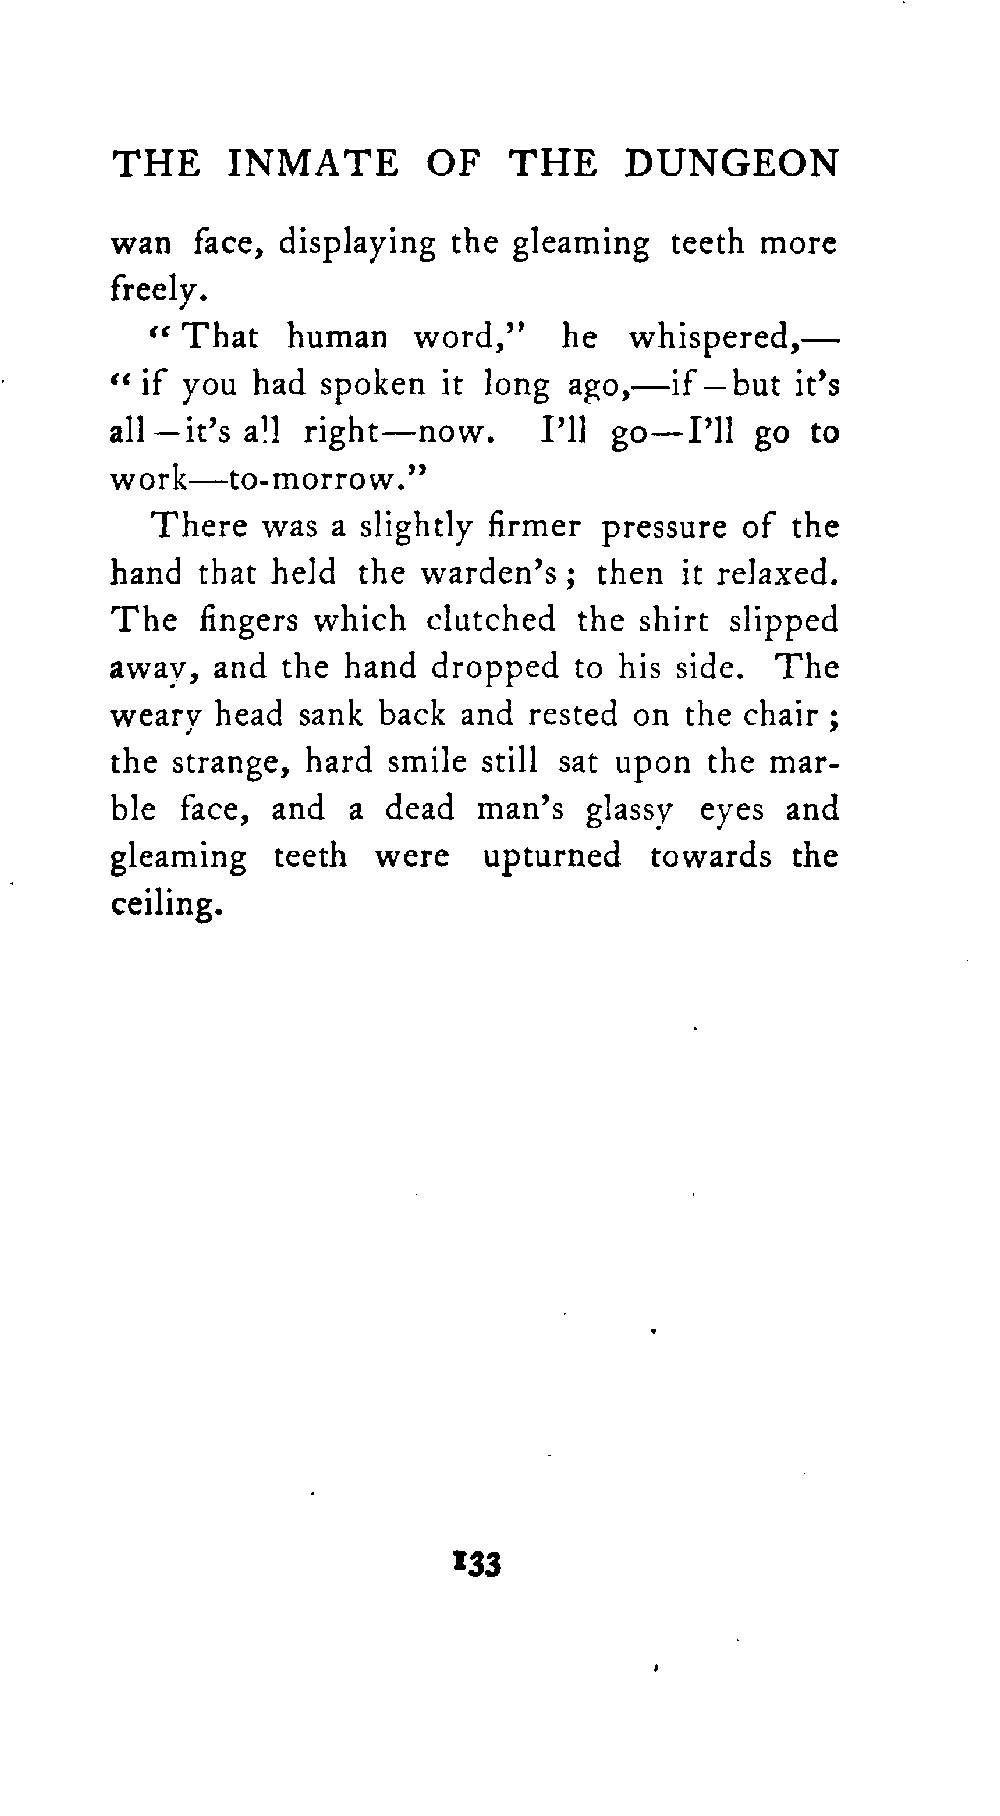 THE INMATE OF THE DUNGEON
wan face, displaying the gleaming teeth more
freely.
“That human word,” he whispered,—
“if you had spoken it long ago,—if—but it’s
all—it’s all right—now. I’ll go—I’ll go to
work—to-morrow.”
There was a slightly firmer pressure of the
hand that held the warden’s; then it relaxed.
The fingers which clutched the shirt slipped
away, and the hand dropped to his side. The
weary head sank back and rested on the chair;
the strange, hard smile still sat upon the mar-
ble face, and a dead man’s glassy eyes and
gleaming teeth were upturned towards the
ceiling.
133